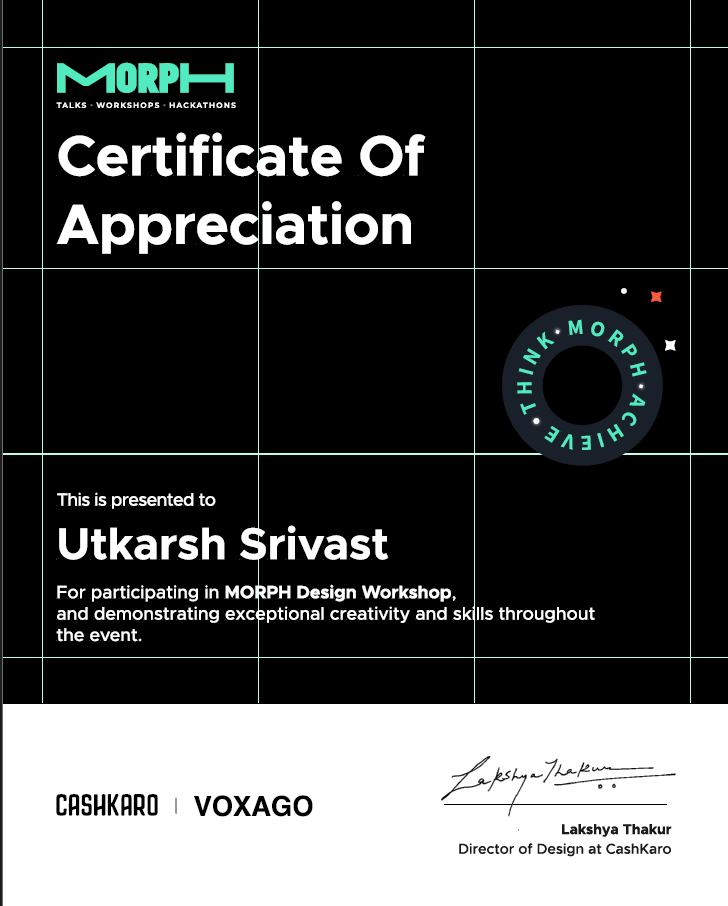 MORPH
TALKS · WORKSHOPS · HACKATHONS
Certificate Of
Appreciation
THINK · MORPH · ACHIEVE ·
This is presented to
Utkarsh Srivast
For participating in MORPH Design Workshop,
and demonstrating exceptional creativity and skills throughout
the event.
CASHKARO | VOXAGO
Lakshya Thakur
Lakshya Thakur
Director of Design at CashKaro